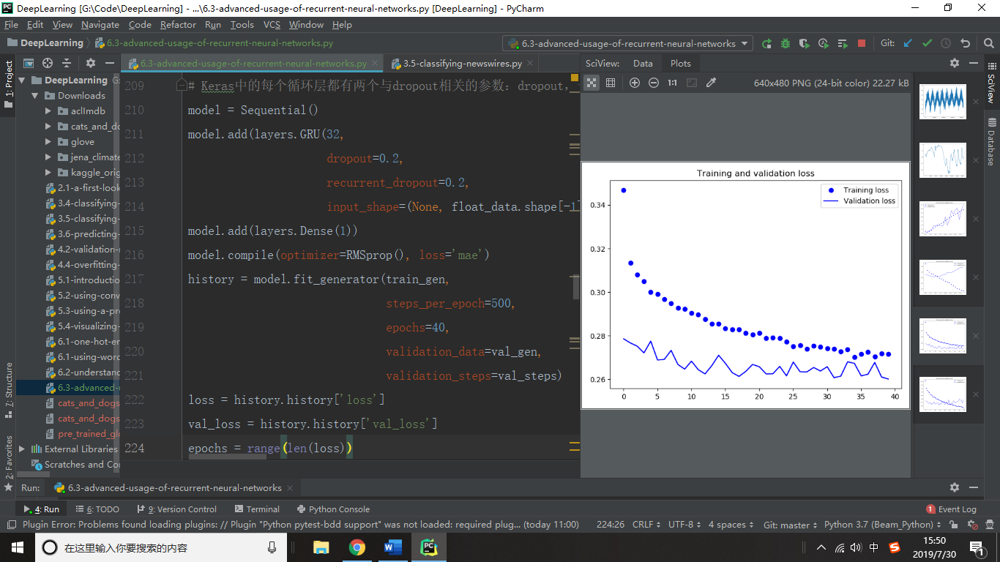 DeepLearning [G:\Code\DeepLearning] - ...\6.3-advanced-usage-of-recurrent-neural-networks.py [DeepLearning] - PyCharm
File Edit View Navigate Code Refactor Run Tools VCS Window Help
DeepLearning 6.3-advanced-usage-of-recurrent-neural-networks.py
6.3-advanced-usage-of-recurrent-neural-networks
Git:
1: Project
7: Structure
2: Favorites
DeepLearning G:
Downloads
aclImdb
cats_and_do
glove
jena_climate
kaggle_orig
2.1-a-first-look
3.4-classifying-
3.5-classifying-
3.6-predicting-
4.2-validation-
4.4-overfitting-
5.1-introductio
5.2-using-conv
5.3-using-a-pr
5.4-visualizing-
6.1-one-hot-en
6.1-using-word
6.2-understand
6.3-advanced-
cats_and_dogs
cats_and_dogs
pre_trained_glo
External Libraries
Scratches and Con
6.3-advanced-usage-of-recurrent-neural-networks.py
3.5-classifying-newswires.py
209 # Keras中的每个循环层都有两个与dropout相关的参数: dropout,
210 model = Sequential()
211 model.add(layers.GRU(32,
212 dropout=0.2,
213 recurrent_dropout=0.2,
214 input_shape=(None, float_data.shape[-1]
215 model.add(layers.Dense(1))
216 model.compile(optimizer=RMSprop(), loss='mae')
217 history = model.fit_generator(train_gen,
218 steps_per_epoch=500,
219 epochs=40,
220 validation_data=val_gen,
221 validation_steps=val_steps)
222 loss = history.history['loss']
223 val_loss = history.history['val_loss']
224 epochs = range(len(loss))
SciView: Data Plots
1:1
640x480 PNG (24-bit color) 22.27 kB
Training and validation loss
Training loss
Validation loss
0.34
0.32
0.30
0.28
0.26
0 5 10 15 20 25 30 35 40
SciView
Database
Run: 6.3-advanced-usage-of-recurrent-neural-networks
4: Run 6: TODO 9: Version Control Terminal Python Console 1 Event Log
Plugin Error: Problems found loading plugins: // Plugin "Python pytest-bdd support" was not loaded: required plug... (today 11:00) 224:26 CRLF UTF-8 4 spaces Git: master Python 3.7 (Beam_Python)
在这里输入你要搜索的内容
中
15:50
2019/7/30
1